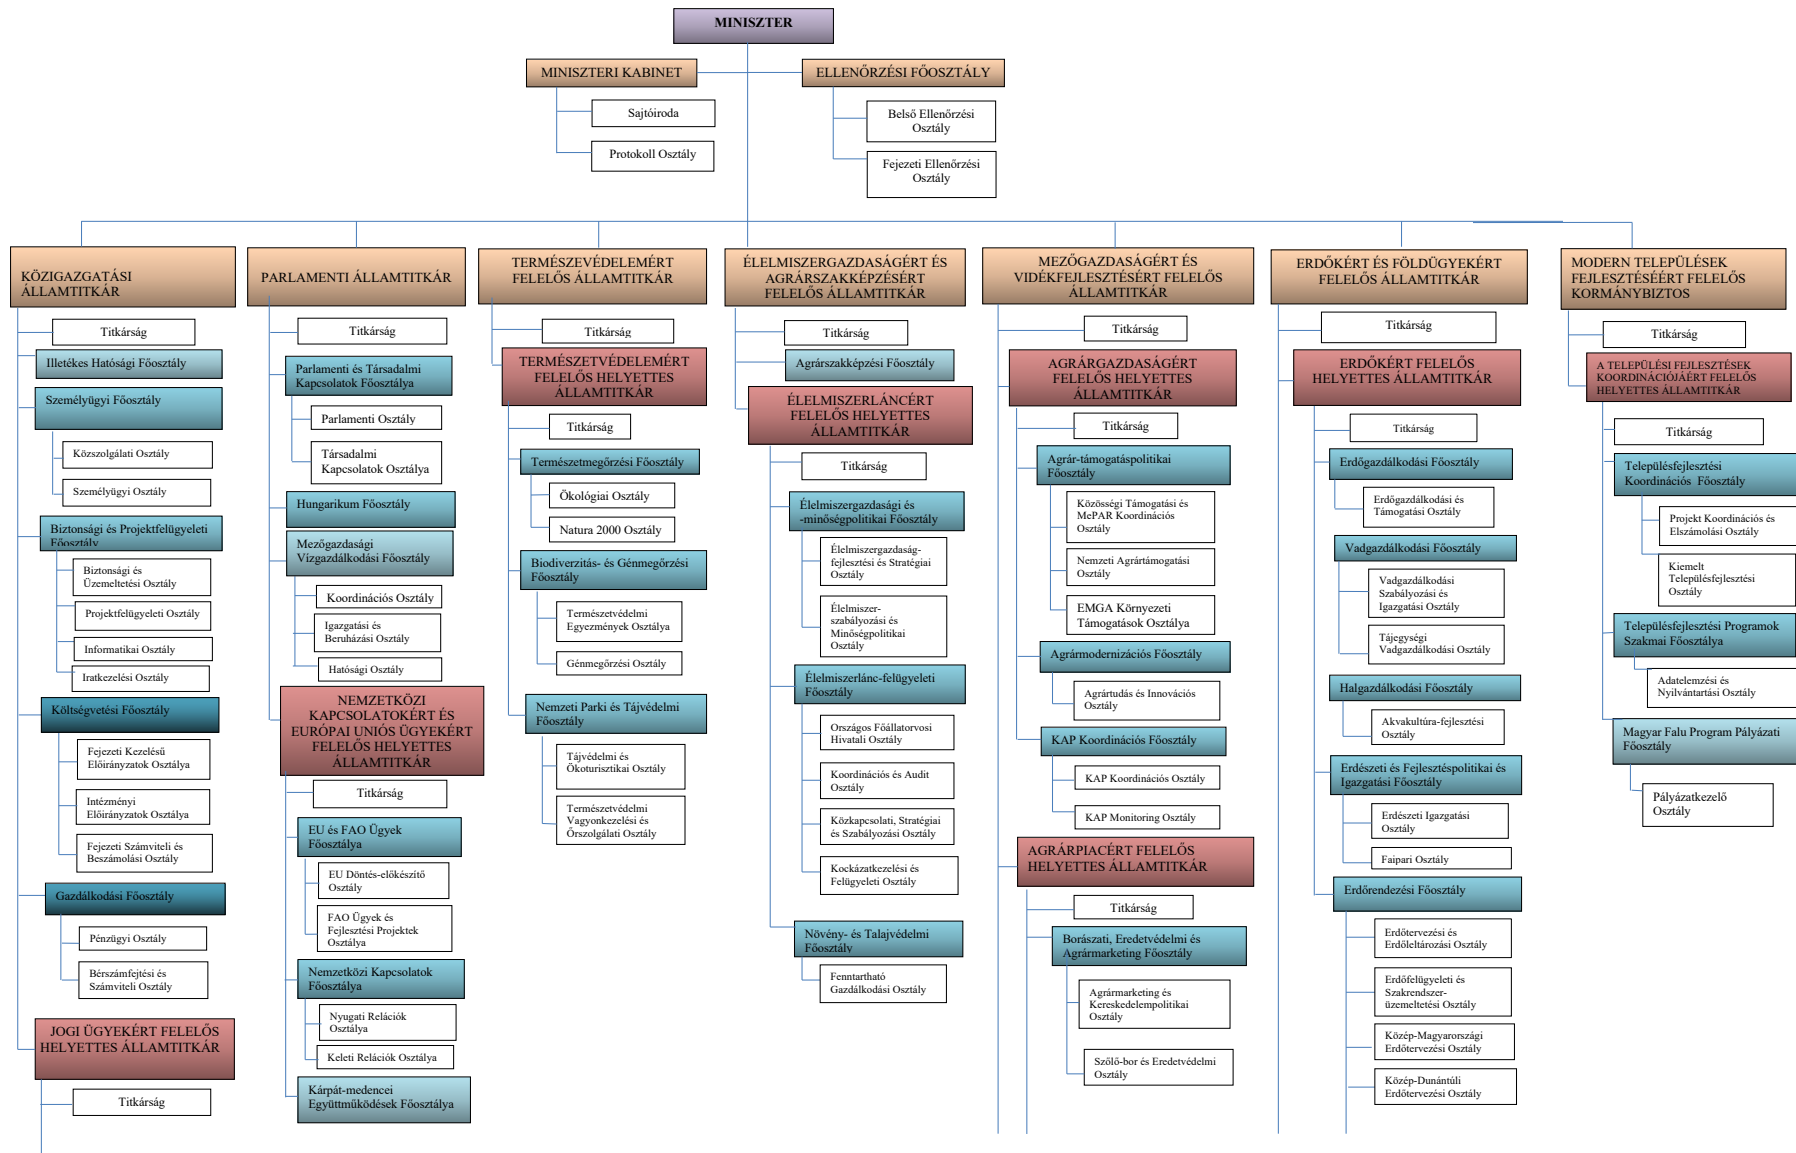 MINISZTER
MINISZTERI KABINET
ELLENŐRZÉSI FŐOSZTÁLY
Sajtóiroda
Protokoll Osztály
Belső Ellenőrzési
Osztály
Fejezeti Ellenőrzési
Osztály
KÖZIGAZGATÁSI
ÁLLAMTITKÁR
Titkárság
Illetékes Hatósági Főosztály
Személyügyi Főosztály
Közszolgálati Osztály
Személyügyi Osztály
Biztonsági és Projektfelügyeleti
Főosztály
Biztonsági és
Üzemeltetési Osztály
Projektfelügyeleti Osztály
Informatikai Osztály
Iratkezelési Osztály
Költségvetési Főosztály
Fejezeti Kezelésű
Előirányzatok Osztálya
Intézményi
Előirányzatok Osztálya
Fejezeti Számviteli és
Beszámolási Osztály
Gazdálkodási Főosztály
Pénzügyi Osztály
Bérszámfejtési és
Számviteli Osztály
JOGI ÜGYEKÉRT FELELŐS
HELYETTES ÁLLAMTITKÁR
Titkárság
PARLAMENTI ÁLLAMTITKÁR
Titkárság
Parlamenti és Társadalmi
Kapcsolatok Főosztálya
Parlamenti Osztály
Társadalmi
Kapcsolatok Osztálya
Hungarikum Főosztály
Mezőgazdasági
Vízgazdálkodási Főosztály
Koordinációs Osztály
Igazgatási és
Beruházási Osztály
Hatósági Osztály
NEMZETKÖZI
KAPCSOLATOKÉRT ÉS
EURÓPAI UNIÓS ÜGYEKÉRT
FELELŐS HELYETTES
ÁLLAMTITKÁR
Titkárság
EU és FAO Ügyek
Főosztálya
EU Döntés-előkészítő
Osztály
FAO Ügyek és
Fejlesztési Projektek
Osztálya
Nemzetközi Kapcsolatok
Főosztálya
Nyugati Relációk
Osztálya
Keleti Relációk Osztálya
Kárpát-medencei
Együttműködések Főosztálya
TERMÉSZEVÉDELEMÉRT
FELELŐS ÁLLAMTITKÁR
Titkárság
TERMÉSZETVÉDELEMÉRT
FELELŐS HELYETTES
ÁLLAMTITKÁR
Titkárság
Természetmegőrzési Főosztály
Ökológiai Osztály
Natura 2000 Osztály
Biodiverzitás- és Génmegőrzési
Főosztály
Természetvédelmi
Egyezmények Osztálya
Génmegőrzési Osztály
Nemzeti Parki és Tájvédelmi
Főosztály
Tájvédelmi és
Ökoturisztikai Osztály
Természetvédelmi
Vagyonkezelési és
Őrszolgálati Osztály
ÉLELMISZERGAZDASÁGÉRT ÉS
AGRÁRSZAKKÉPZÉSÉRT
FELELŐS ÁLLAMTITKÁR
Titkárság
Agrárszakképzési Főosztály
ÉLELMISZERLÁNCÉRT
FELELŐS HELYETTES
ÁLLAMTITKÁR
Titkárság
Élelmiszergazdasági és
-minőségpolitikai Főosztály
Élelmiszergazdaság-
fejlesztési és Stratégiai
Osztály
Élelmiszer-
szabályozási és
Minőségpolitikai
Osztály
Élelmiszerlánc-felügyeleti
Főosztály
Országos Főállatorvosi
Hivatali Osztály
Koordinációs és Audit
Osztály
Közkapcsolati, Stratégiai
és Szabályozási Osztály
Kockázatkezelési és
Felügyeleti Osztály
Növény- és Talajvédelmi
Főosztály
Fenntartható
Gazdálkodási Osztály
MEZŐGAZDASÁGÉRT ÉS
VIDÉKFEJLESZTÉSÉRT FELELŐS
ÁLLAMTITKÁR
Titkárság
AGRÁRGAZDASÁGÉRT
FELELŐS HELYETTES
ÁLLAMTITKÁR
Titkárság
Agrár-támogatáspolitikai
Főosztály
Közösségi Támogatási és
MePAR Koordinációs
Osztály
Nemzeti Agrártámogatási
Osztály
EMGA Környezeti
Támogatások Osztálya
Agrármodernizációs Főosztály
Agrártudás és Innovációs
Osztály
KAP Koordinációs Főosztály
KAP Koordinációs Osztály
KAP Monitoring Osztály
AGRÁRPIACÉRT FELELŐS
HELYETTES ÁLLAMTITKÁR
Titkárság
Borászati, Eredetvédelmi és
Agrármarketing Főosztály
Agrármarketing és
Kereskedelempolitikai
Osztály
Szőlő-bor és Eredetvédelmi
Osztály
ERDŐKÉRT ÉS FÖLDÜGYEKÉRT
FELELŐS ÁLLAMTITKÁR
Titkárság
ERDŐKÉRT FELELŐS
HELYETTES ÁLLAMTITKÁR
Titkárság
Erdőgazdálkodási Főosztály
Erdőgazdálkodási és
Támogatási Osztály
Vadgazdálkodási Főosztály
Vadgazdálkodási
Szabályozási és
Igazgatási Osztály
Tájegységi
Vadgazdálkodási Osztály
Halgazdálkodási Főosztály
Akvakultúra-fejlesztési
Osztály
Erdészeti és Fejlesztéspolitikai és
Igazgatási Főosztály
Erdészeti Igazgatási
Osztály
Faipari Osztály
Erdőrendezési Főosztály
Erdőtervezési és
Erdőleltározási Osztály
Erdőfelügyeleti és
Szakrendszer-
üzemeltetési Osztály
Közép-Magyarországi
Erdőtervezési Osztály
Közép-Dunántúli
Erdőtervezési Osztály
MODERN TELEPÜLÉSEK
FEJLESZTÉSÉÉRT FELELŐS
KORMÁNYBIZTOS
Titkárság
A TELEPÜLÉSI FEJLESZTÉSEK
KOORDINÁCIÓJÁÉRT FELELŐS
HELYETTES ÁLLAMTITKÁR
Titkárság
Településfejlesztési
Koordinációs Főosztály
Projekt Koordinációs és
Elszámolási Osztály
Kiemelt
Településfejlesztési
Osztály
Településfejlesztési Programok
Szakmai Főosztálya
Adatelemzési és
Nyilvántartási Osztály
Magyar Falu Program Pályázati
Főosztály
Pályázatkezelő
Osztály